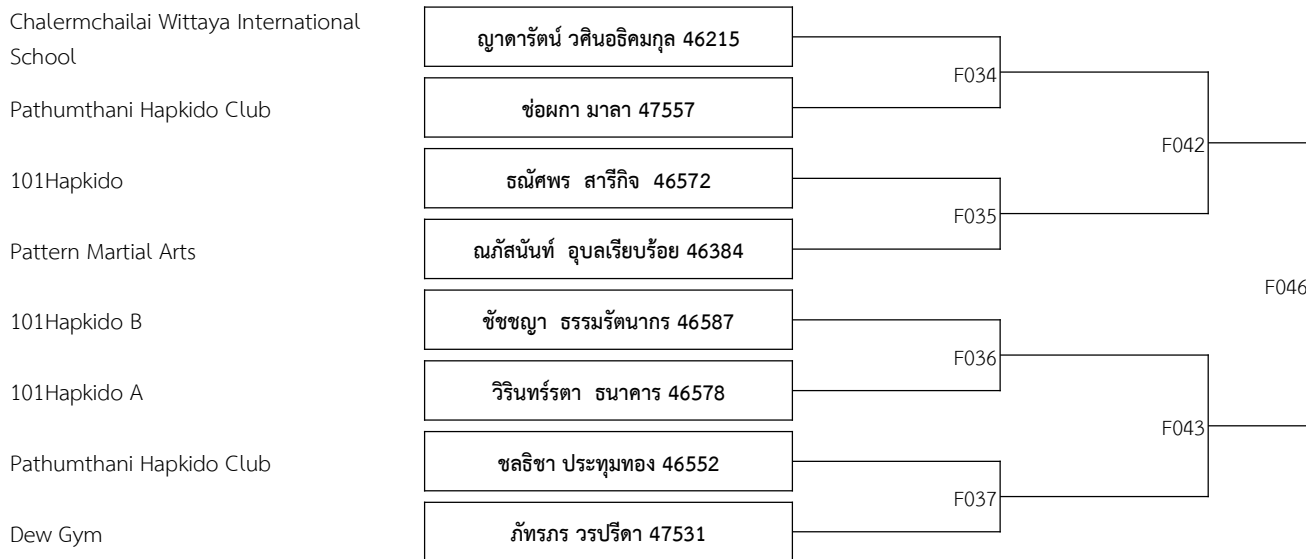 Chalermchailai Wittaya International
School
ญาดารัตน์ วศินอธิคมกุล 46215
F034
Pathumthani Hapkido Club
ช่อผกา มาลา 47557
F042
101Hapkido
ธณัศพร สารีกิจ 46572
F035
Pattern Martial Arts
ณภัสนันท์ อุบลเรียบร้อย 46384
F046
101Hapkido B
ชัชชญา ธรรมรัตนากร 46587
F036
101Hapkido A
วิรินทร์รตา ธนาคาร 46578
F043
Pathumthani Hapkido Club
ชลธิชา ประทุมทอง 46552
F037
Dew Gym
ภัทรภร วรปรีดา 47531